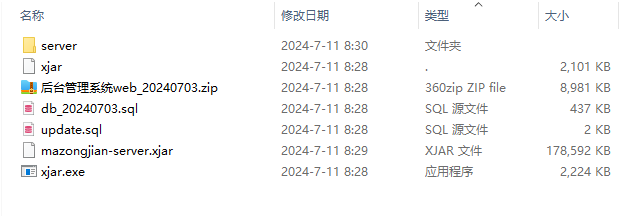 名称 修改日期 类型 大小
server 2024-7-11 8:30 文件夹
xjar 2024-7-11 8:28 . 2,101 KB
后台管理系统web_20240703.zip 2024-7-11 8:28 360zip ZIP file 8,981 KB
db_20240703.sql 2024-7-11 8:28 SQL 源文件 437 KB
update.sql 2024-7-11 8:28 SQL 源文件 2 KB
mazongjian-server.xjar 2024-7-11 8:29 XJAR 文件 178,592 KB
xjar.exe 2024-7-11 8:28 应用程序 2,224 KB